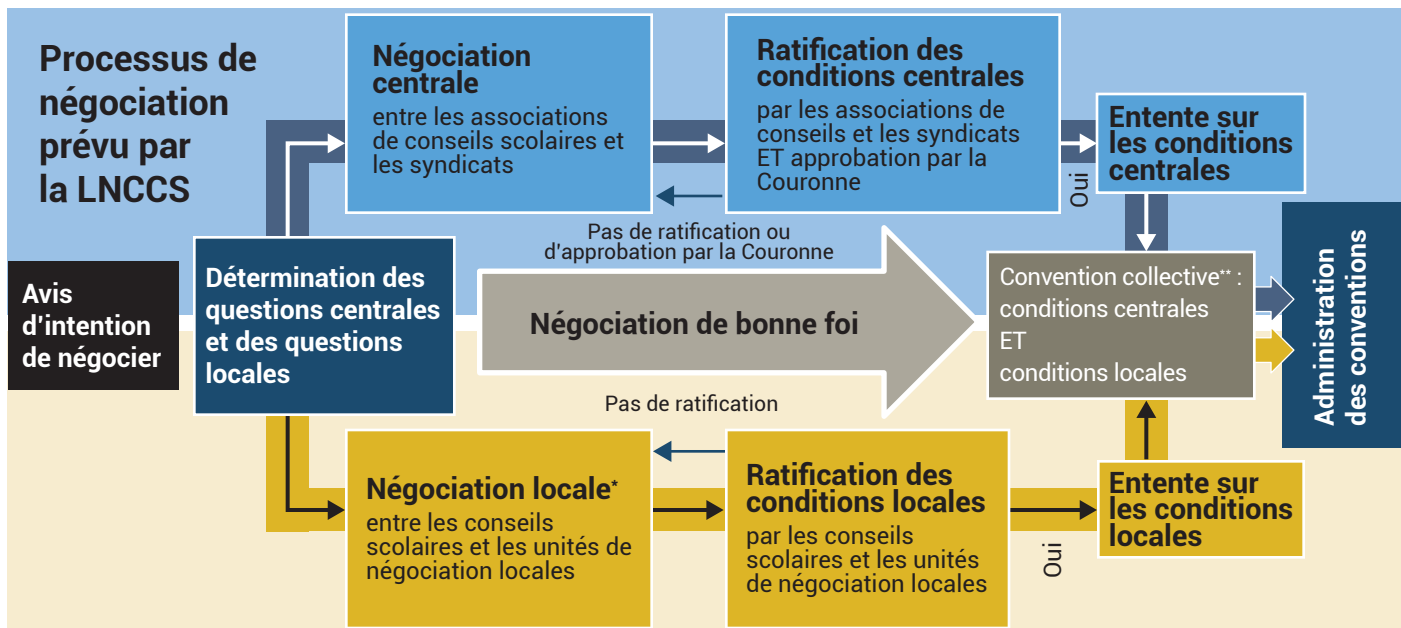 Processus de
négociation
prévu par
la LNCCS
Négociation
centrale
entre les associations
de conseils scolaires et
les syndicats
Ratification des
conditions centrales
par les associations de
conseils et les syndicats
ET approbation par la
Couronne
Oui
Entente sur
les conditions
centrales
Pas de ratification ou
d'approbation par la Couronne
Avis
d'intention
de négocier
Détermination des
questions centrales
et des questions
locales
Négociation de bonne foi
Convention collective** :
conditions centrales
ET
conditions locales
Administration
des conventions
Pas de ratification
Négociation locale*
entre les conseils
scolaires et les unités de
négociation locales
Ratification des
conditions locales
par les conseils
scolaires et les unités
de négociation locales
Oui
Entente sur
les conditions
locales